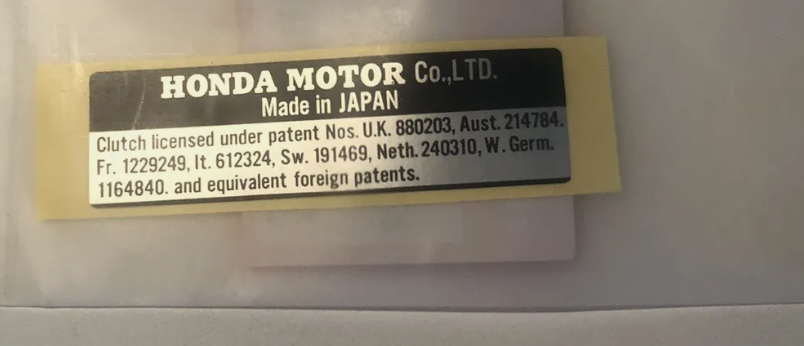 HONDA MOTOR Co.,LTD.
Made in JAPAN
Clutch licensed under patent Nos. U.K. 880203, Aust. 214784.
Fr. 1229249, It. 612324, Sw. 191469, Neth. 240310, W. Germ.
1164840. and equivalent foreign patents.